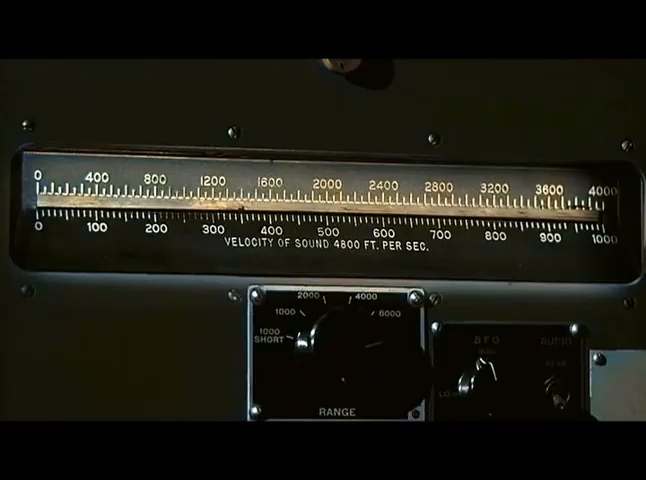 0 400 800 1200 1600 2000 2400 2800 3200 3600 4000
0 100 200 300 400 500 600 700 800 900 1000
VELOCITY OF SOUND 4800 FT. PER SEC.
2000 4000
1000 6000
1000
SHORT
RANGE
BFO AUDIO
LO